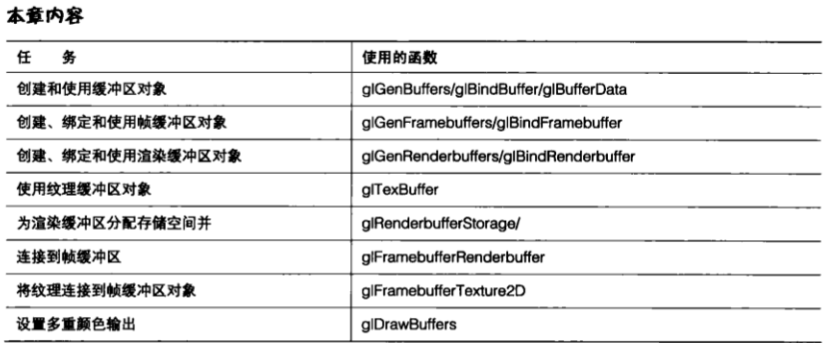 本章内容
任 务 使用的函数
创建和使用缓冲区对象 glGenBuffers/glBindBuffer/glBufferData
创建、绑定和使用帧缓冲区对象 glGenFramebuffers/glBindFramebuffer
创建、绑定和使用渲染缓冲区对象 glGenRenderbuffers/glBindRenderbuffer
使用纹理缓冲区对象 glTexBuffer
为渲染缓冲区分配存储空间并 glRenderbufferStorage/
连接到帧缓冲区 glFramebufferRenderbuffer
将纹理连接到帧缓冲区对象 glFramebufferTexture2D
设置多重颜色输出 glDrawBuffers